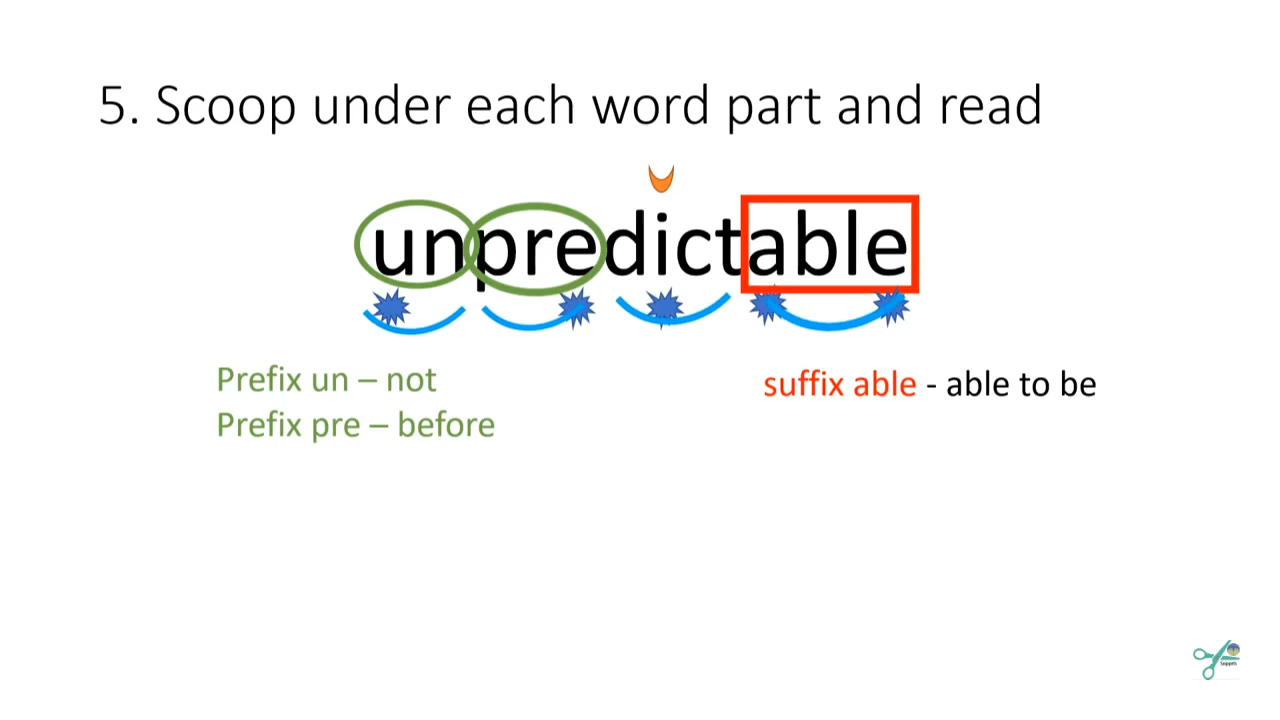 5. Scoop under each word part and read
unpredictable
Prefix un – not
Prefix pre – before
suffix able - able to be
Snippets